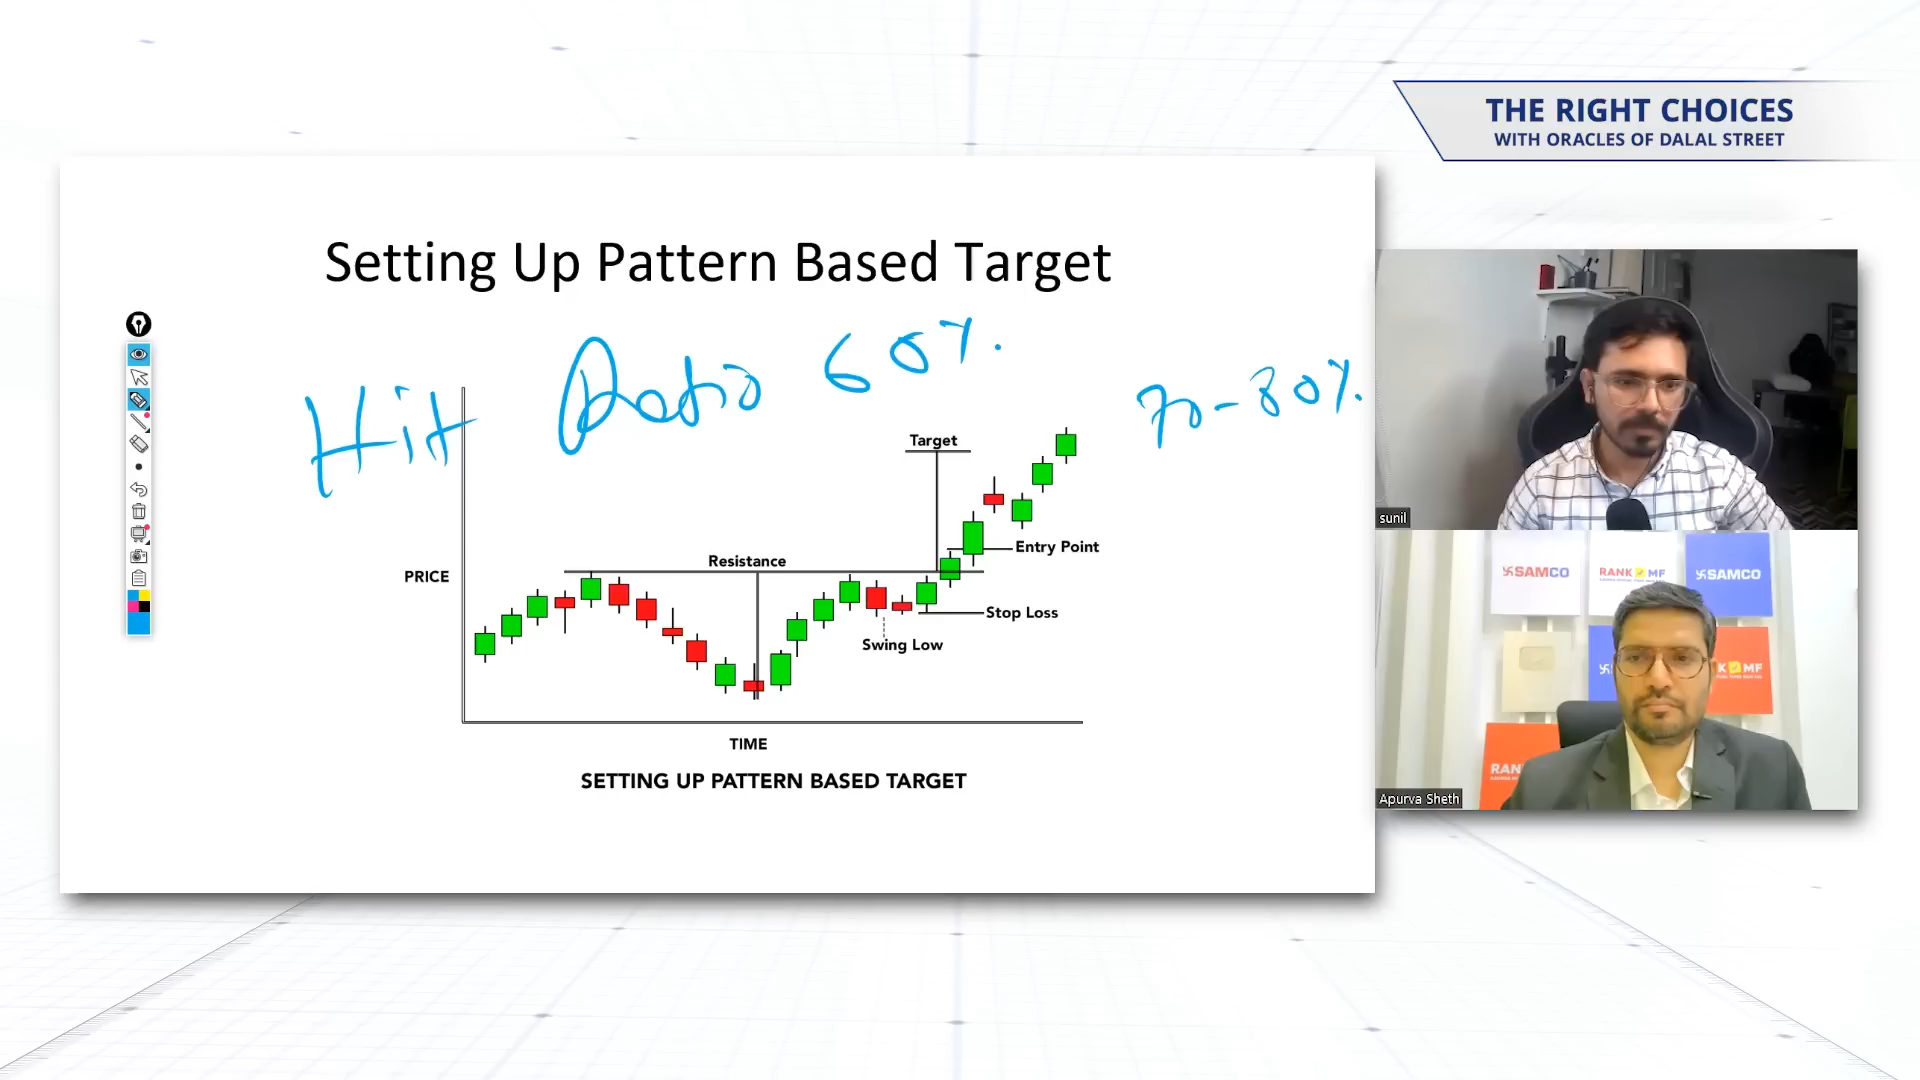 THE RIGHT CHOICES
WITH ORACLES OF DALAL STREET
Setting Up Pattern Based Target
Hit Ratio 60%.
70-80%.
Target
Entry Point
Resistance
PRICE
Stop Loss
Swing Low
TIME
SETTING UP PATTERN BASED TARGET
sunil
SAMCO
RANK MF
SAMCO
K MF
RAN
Apurva Sheth